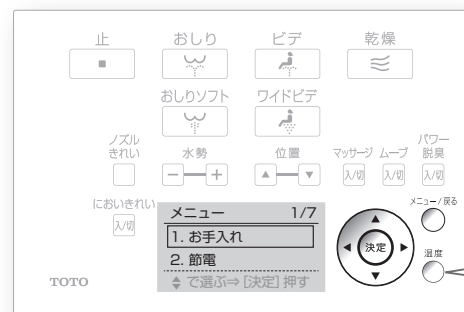 止
おしり
ビデ
乾燥
おしりソフト
ワイドビデ
ノズル
きれい
水勢
位置
マッサージ
ムーブ
パワー
脱臭
入/切
入/切
入/切
においきれい
入/切
メニュー 1/7
1. お手入れ
2. 節電
で選ぶ⇒［決定］押す
メニュー/戻る
決定
温度
TOTO